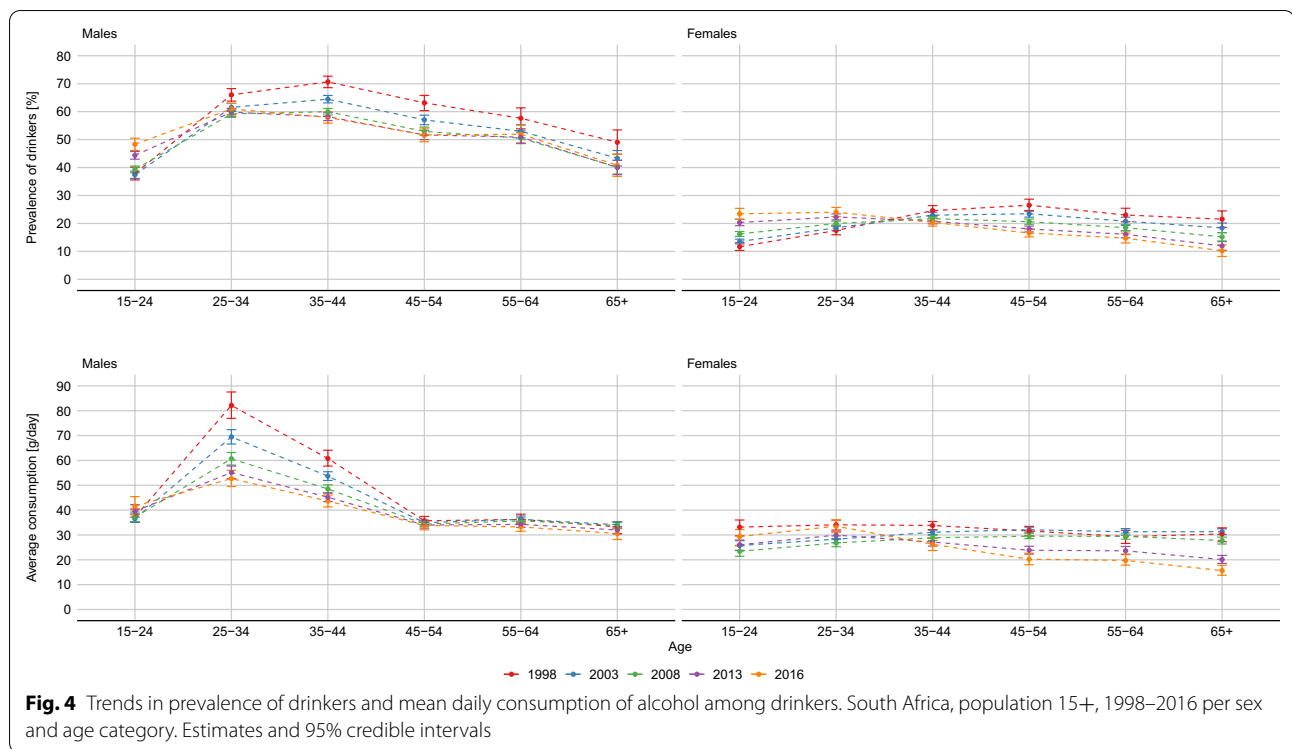 Males
Females
Prevalence of drinkers [%]
80
70
60
50
40
30
20
10
0
15–24 25–34 35–44 45–54 55–64 65+
15–24 25–34 35–44 45–54 55–64 65+
Males
Females
Average consumption [g/day]
90
80
70
60
50
40
30
20
10
0
15–24 25–34 35–44 45–54 55–64 65+
15–24 25–34 35–44 45–54 55–64 65+
Age
1998 2003 2008 2013 2016
Fig. 4 Trends in prevalence of drinkers and mean daily consumption of alcohol among drinkers. South Africa, population 15+, 1998–2016 per sex
and age category. Estimates and 95% credible intervals